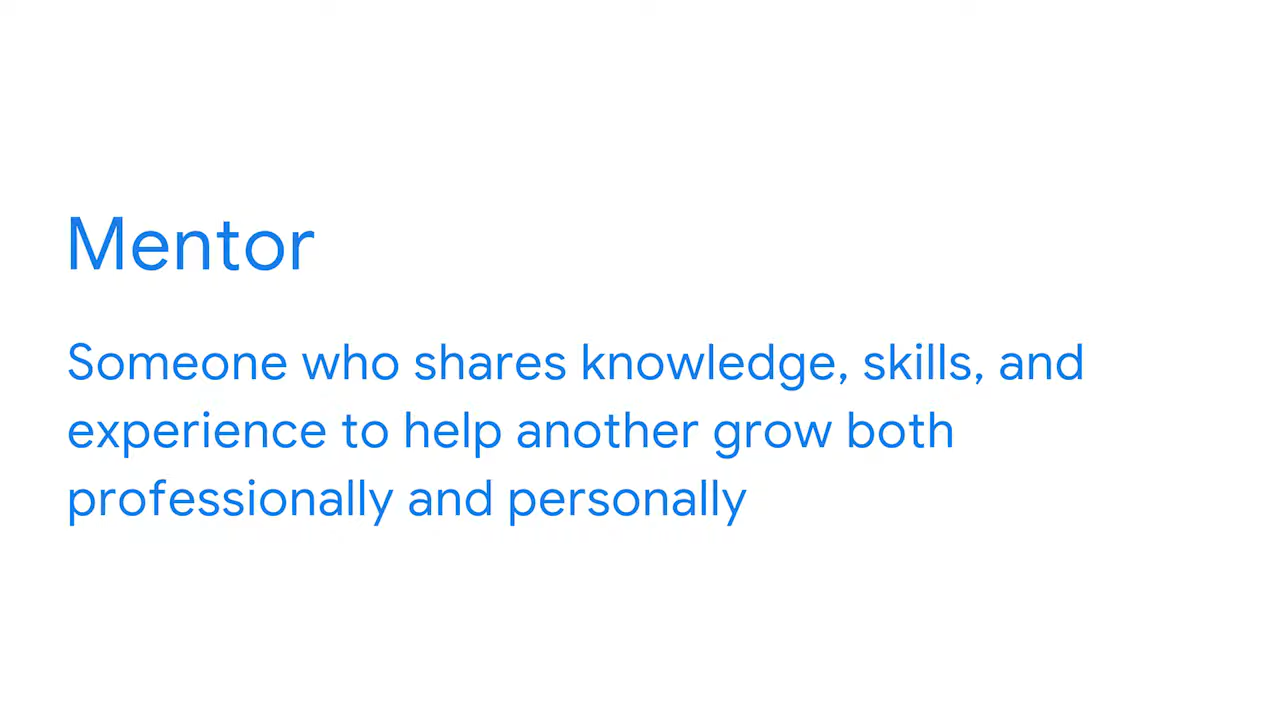 Mentor
Someone who shares knowledge, skills, and
experience to help another grow both
professionally and personally